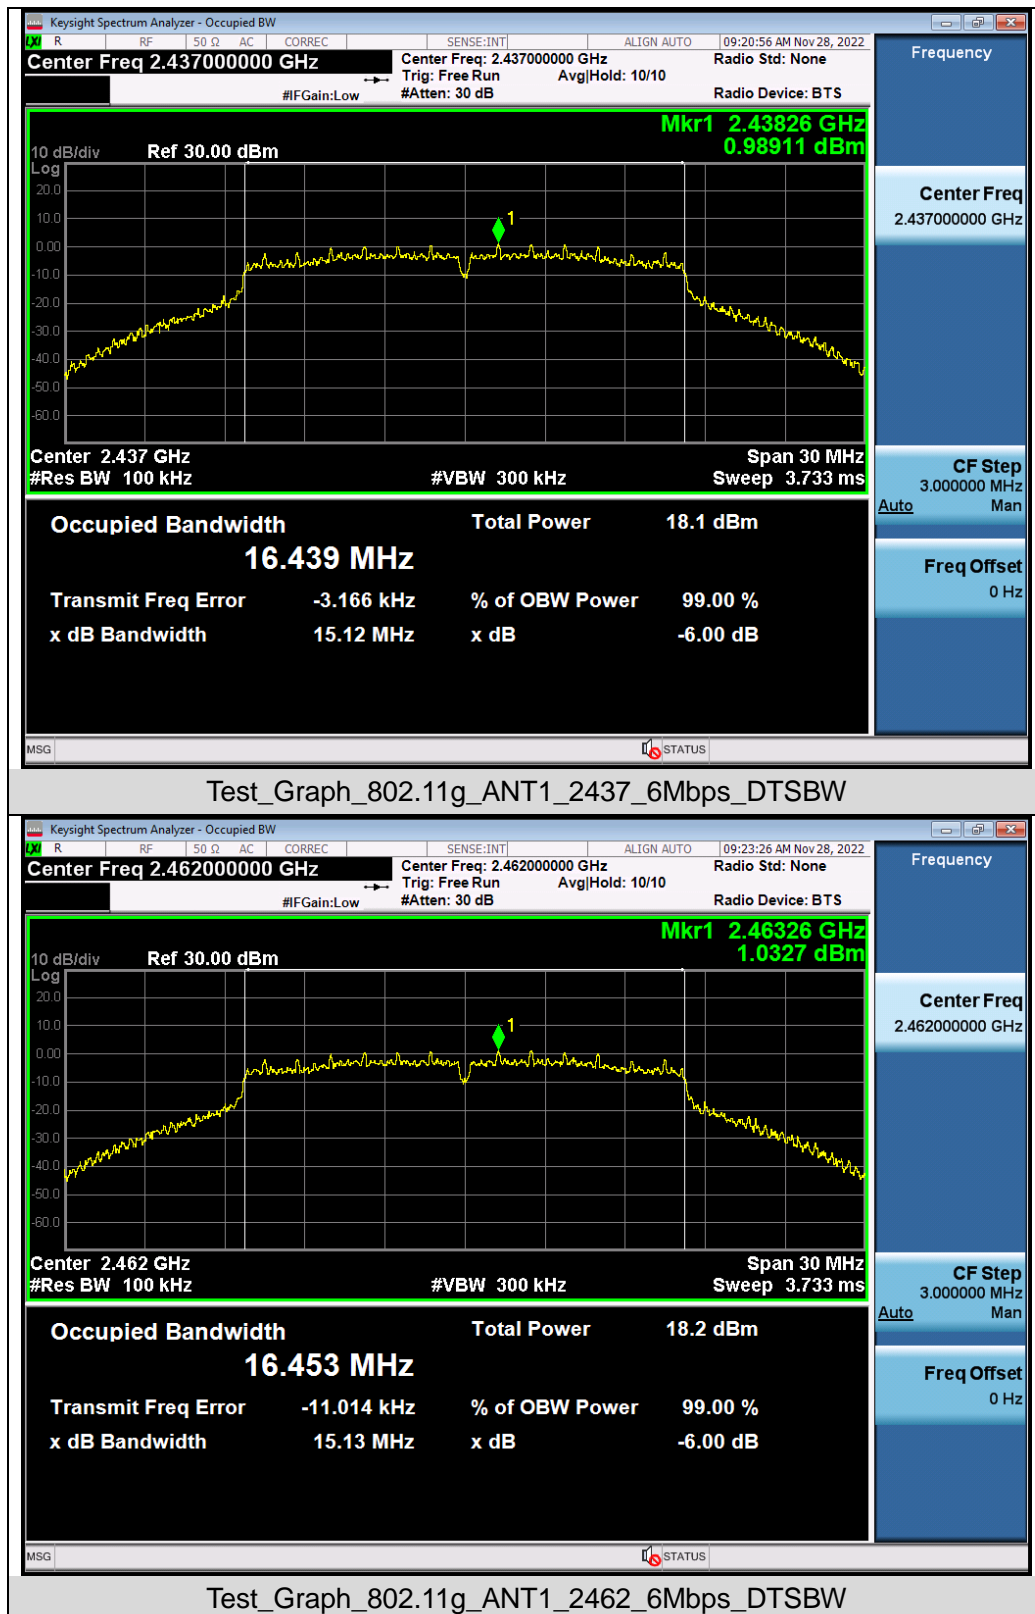 Keysight Spectrum Analyzer - Occupied BW
LXI R RF 50 Ω AC CORREC SENSE:INT ALIGN AUTO 09:20:56 AM Nov 28, 2022
Center Freq 2.437000000 GHz
Center Freq: 2.437000000 GHz
Radio Std: None
Trig: Free Run Avg|Hold: 10/10
#IFGain:Low
#Atten: 30 dB
Radio Device: BTS
Frequency
Mkr1 2.43826 GHz
0.98911 dBm
10 dB/div Ref 30.00 dBm
Log
20.0
10.0
0.00
-10.0
-20.0
-30.0
-40.0
-50.0
-60.0
1
Center Freq
2.437000000 GHz
Center 2.437 GHz
Span 30 MHz
#Res BW 100 kHz
#VBW 300 kHz
Sweep 3.733 ms
CF Step
3.000000 MHz
Auto Man
Freq Offset
0 Hz
Occupied Bandwidth
16.439 MHz
Total Power 18.1 dBm
Transmit Freq Error -3.166 kHz
% of OBW Power 99.00 %
x dB Bandwidth 15.12 MHz
x dB -6.00 dB
MSG STATUS
Test_Graph_802.11g_ANT1_2437_6Mbps_DTSBW
Keysight Spectrum Analyzer - Occupied BW
LXI R RF 50 Ω AC CORREC SENSE:INT ALIGN AUTO 09:23:26 AM Nov 28, 2022
Center Freq 2.462000000 GHz
Center Freq: 2.462000000 GHz
Radio Std: None
Trig: Free Run Avg|Hold: 10/10
#IFGain:Low
#Atten: 30 dB
Radio Device: BTS
Frequency
Mkr1 2.46326 GHz
1.0327 dBm
10 dB/div Ref 30.00 dBm
Log
20.0
10.0
0.00
-10.0
-20.0
-30.0
-40.0
-50.0
-60.0
1
Center Freq
2.462000000 GHz
Center 2.462 GHz
Span 30 MHz
#Res BW 100 kHz
#VBW 300 kHz
Sweep 3.733 ms
CF Step
3.000000 MHz
Auto Man
Freq Offset
0 Hz
Occupied Bandwidth
16.453 MHz
Total Power 18.2 dBm
Transmit Freq Error -11.014 kHz
% of OBW Power 99.00 %
x dB Bandwidth 15.13 MHz
x dB -6.00 dB
MSG STATUS
Test_Graph_802.11g_ANT1_2462_6Mbps_DTSBW